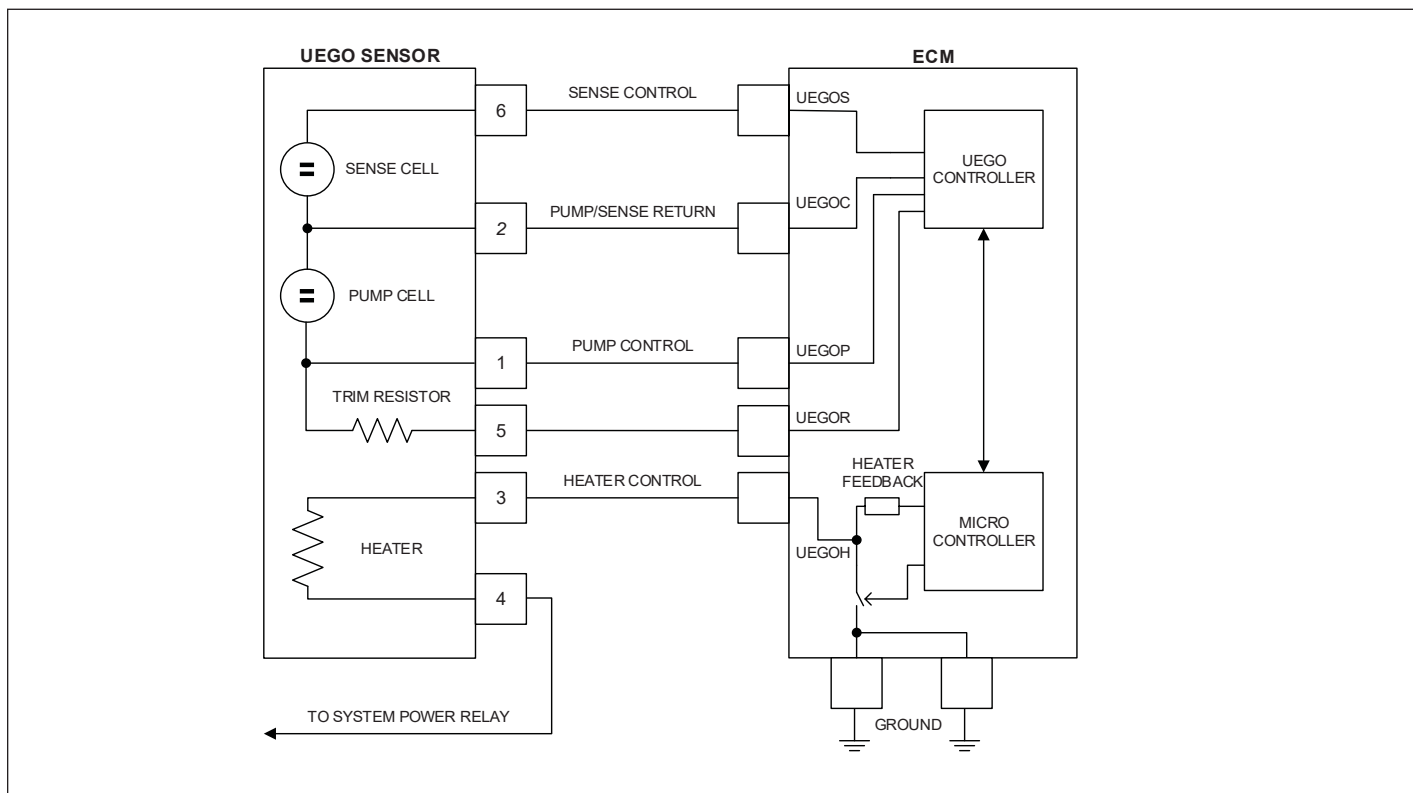 UEGO SENSOR
ECM
6
SENSE CONTROL
UEGOS
SENSE CELL
UEGO
CONTROLLER
2
PUMP/SENSE RETURN
UEGOC
PUMP CELL
1
PUMP CONTROL
UEGOP
TRIM RESISTOR
5
UEGOR
3
HEATER CONTROL
HEATER
FEEDBACK
HEATER
UEGOH
MICRO
CONTROLLER
4
TO SYSTEM POWER RELAY
GROUND